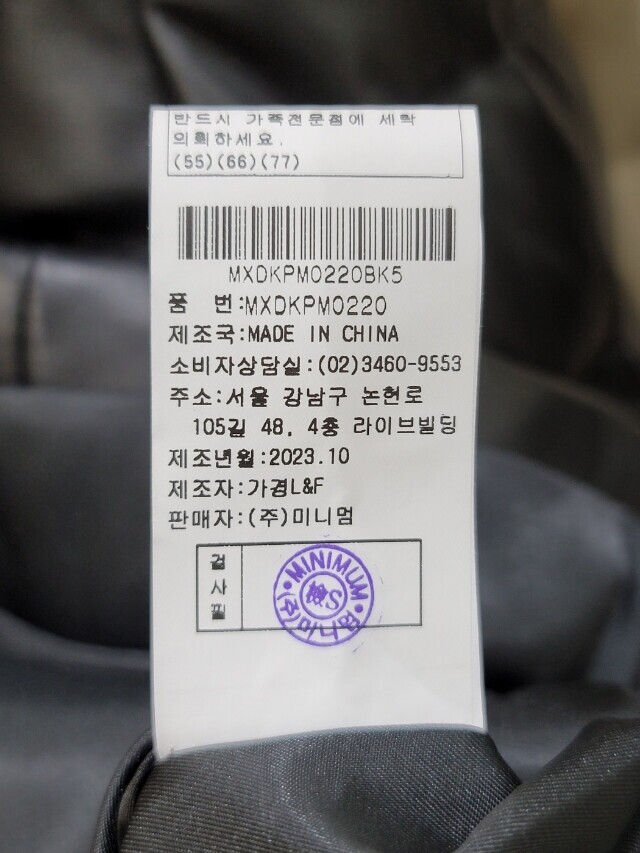 반드시 가죽전문점에 세탁
의뢰하세요.
(55)(66)(77)
MXDKPM0220BK5
품 번:MXDKPM0220
제조국:MADE IN CHINA
소비자상담실:(02)3460-9553
주소:서울 강남구 논현로
105길 48, 4층 라이브빌딩
제조년월:2023.10
제조자:가경L&F
판매자:(주)미니멈
검사필
MINIMUM
S
(주)미니멈